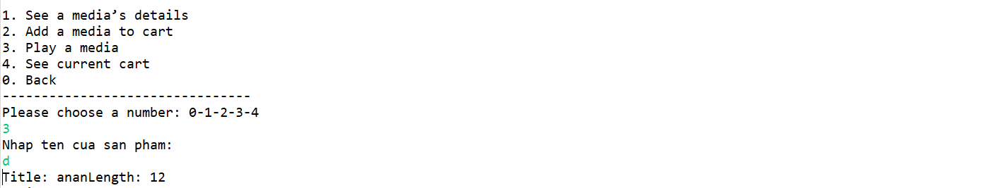 1. See a media’s details
2. Add a media to cart
3. Play a media
4. See current cart
0. Back
--------------------------------
Please choose a number: 0-1-2-3-4
3
Nhap ten cua san pham:
d
Title: ananLength: 12